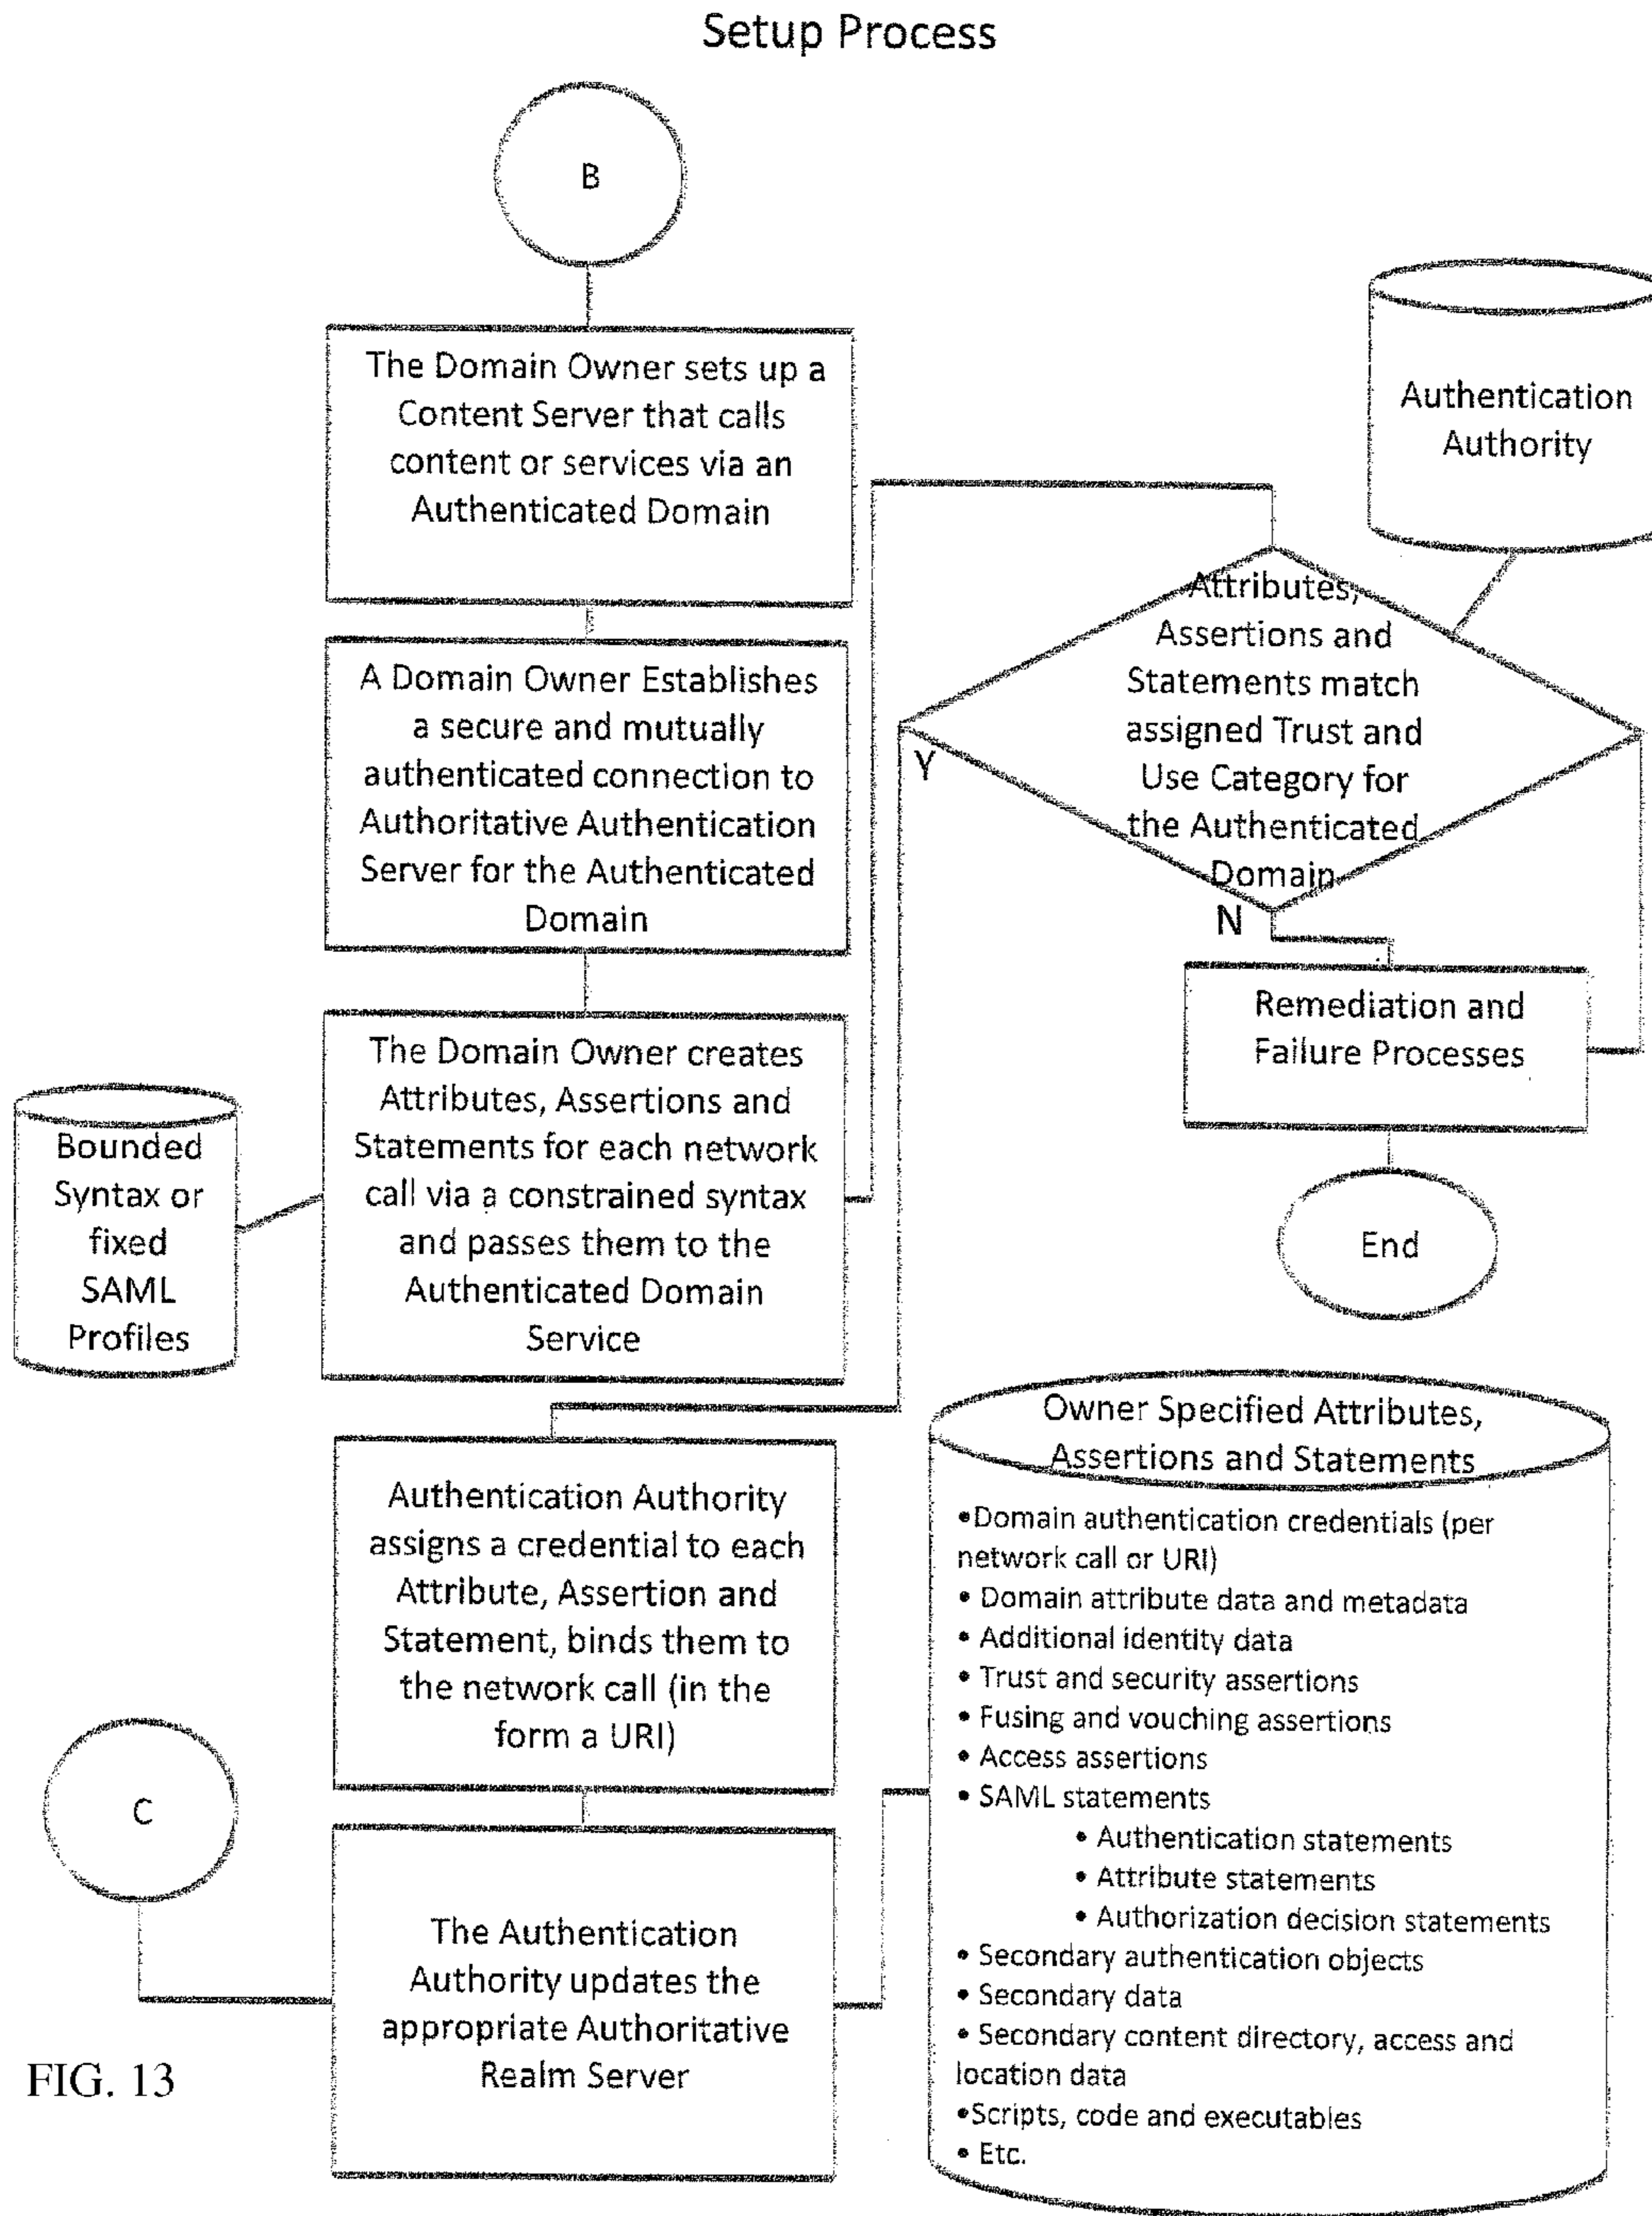 Setup Process
B
The Domain Owner sets up a
Content Server that calls
content or services via an
Authenticated Domain
Authentication
Authority
A Domain Owner Establishes
a secure and mutually
authenticated connection to
Authoritative Authentication
Server for the Authenticated
Domain
Attributes,
Assertions and
Statements match
assigned Trust and
Use Category for
the Authenticated
Domain
Y
N
Remediation and
Failure Processes
End
The Domain Owner creates
Attributes, Assertions and
Statements for each network
call via a constrained syntax
and passes them to the
Authenticated Domain
Service
Bounded
Syntax or
fixed
SAML
Profiles
Authentication Authority
assigns a credential to each
Attribute, Assertion and
Statement, binds them to
the network call (in the
form a URI)
C
The Authentication
Authority updates the
appropriate Authoritative
Realm Server
Owner Specified Attributes,
Assertions and Statements
•Domain authentication credentials (per
network call or URI)
• Domain attribute data and metadata
• Additional identity data
• Trust and security assertions
• Fusing and vouching assertions
• Access assertions
• SAML statements
• Authentication statements
• Attribute statements
• Authorization decision statements
• Secondary authentication objects
• Secondary data
• Secondary content directory, access and
location data
•Scripts, code and executables
• Etc.
FIG. 13